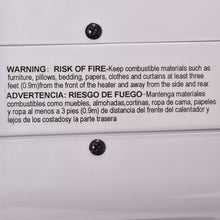 WARNING: RISK OF FIRE-Keep combustible materials such as
furniture, pillows, bedding, papers, clothes and curtains at least three
feet (0.9m)from the front of the heater and away from the side and rear.
ADVERTENCIA: RIESGO DE FUEGO-Mantenga materiales
combustibles como muebles, almohadas,cortinas, ropa de cama, papeles
y ropa al menos a 3 pies (0.9m) de distancia del frente del calentador y
lejos de los costadosy la parte trasera